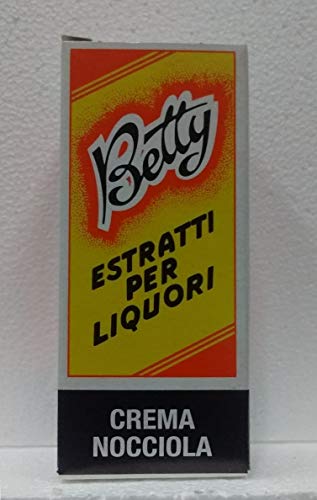 Betty
ESTRATTI
PER
LIQUORI
CREMA
NOCCIOLA